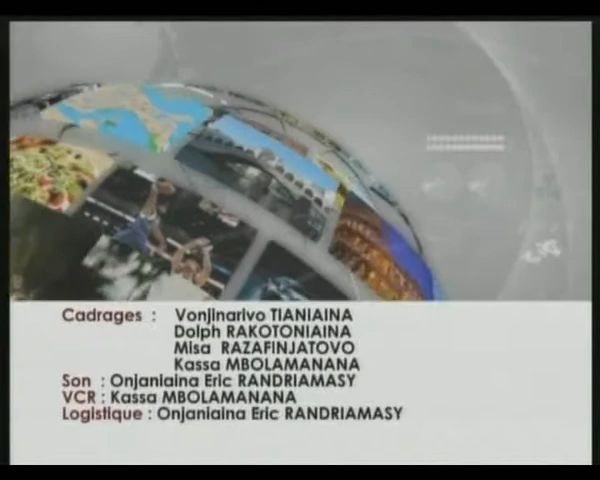 Cadrages : Vonjinarivo TIANIAINA
Dolph RAKOTONIAINA
Misa RAZAFINJATOVO
Kassa MBOLAMANANA
Son : Onjaniaina Eric RANDRIAMASY
VCR : Kassa MBOLAMANANA
Logistique : Onjaniaina Eric RANDRIAMASY